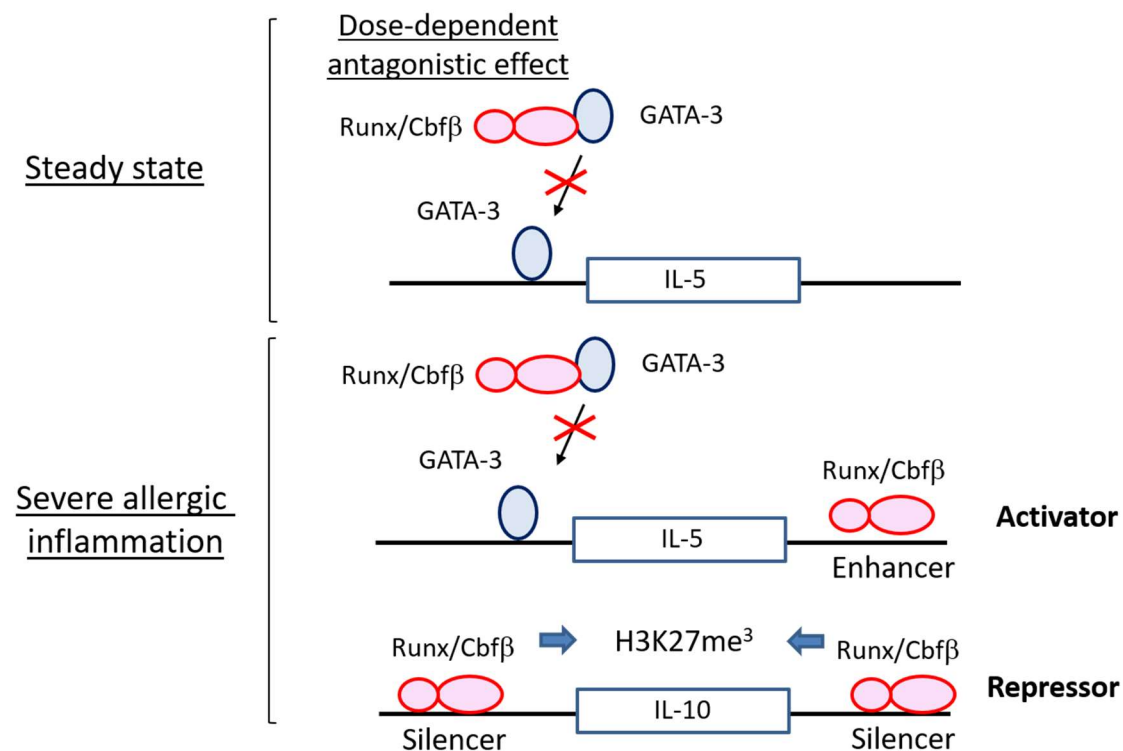 Dose-dependent
antagonistic effect
Runx/Cbfβ
GATA-3
Steady state
GATA-3
IL-5
Runx/Cbfβ
GATA-3
GATA-3
Severe allergic
inflammation
Runx/Cbfβ
Activator
IL-5
Enhancer
Runx/Cbfβ
H3K27me³
Runx/Cbfβ
Repressor
IL-10
Silencer
Silencer